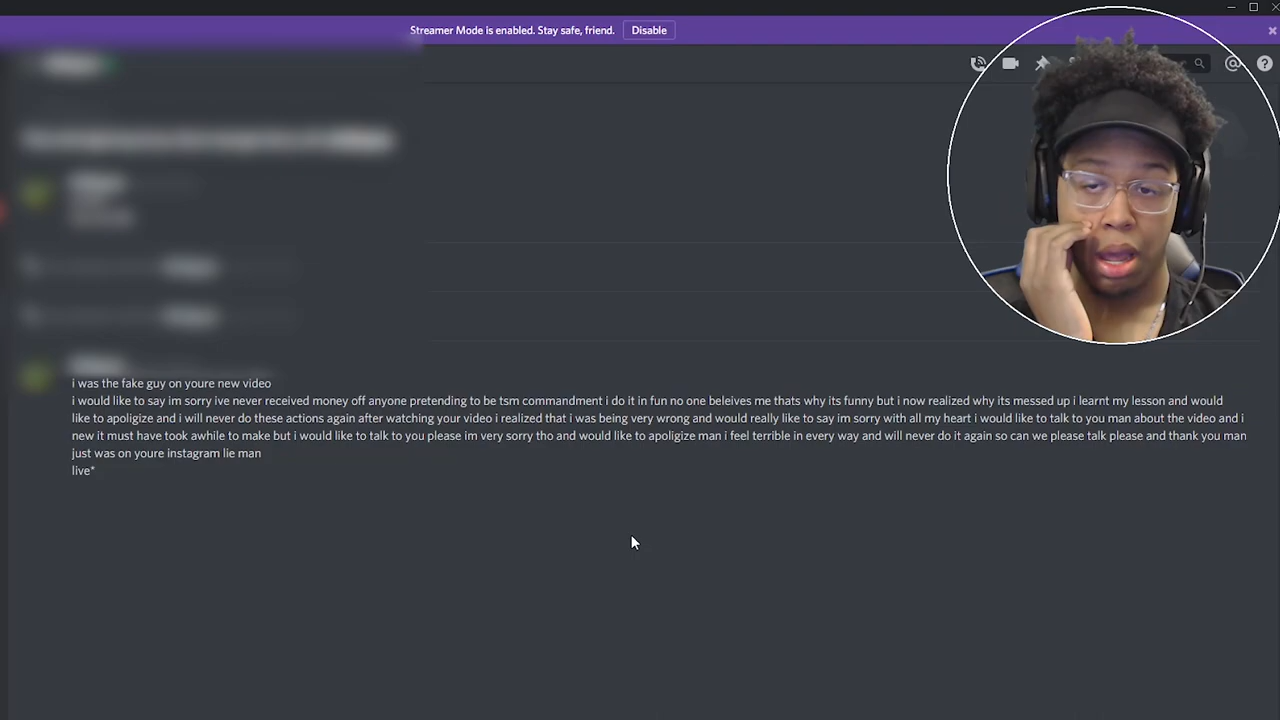 Streamer Mode is enabled. Stay safe, friend. Disable
i was the fake guy on youre new video
i would like to say im sorry ive never received money off anyone pretending to be tsm commandment i do it in fun no one beleives me thats why its funny but i now realized why its messed up i learnt my lesson and would
like to apoligize and i will never do these actions again after watching your video i realized that i was being very wrong and would really like to say im sorry with all my heart i would like to talk to you man about the video and i
new it must have took awhile to make but i would like to talk to you please im very sorry tho and would like to apoligize man i feel terrible in every way and will never do it again so can we please talk please and thank you man
just was on youre instagram lie man
live*